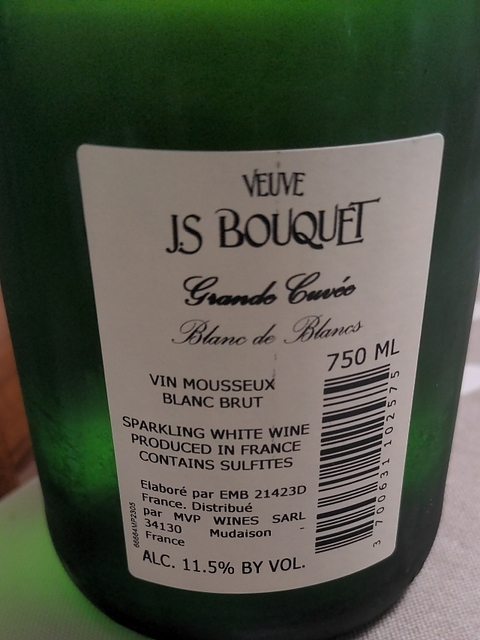 VEUVE
J.S BOUQUET
Grande Cuvée
Blanc de Blancs
750 ML
VIN MOUSSEUX
BLANC BRUT
SPARKLING WHITE WINE
PRODUCED IN FRANCE
CONTAINS SULFITES
Elaboré par EMB 21423D
France. Distribué
par MVP WINES SARL
34130 Mudaison -
France
ALC. 11.5% BY VOL.
3 700631 102575